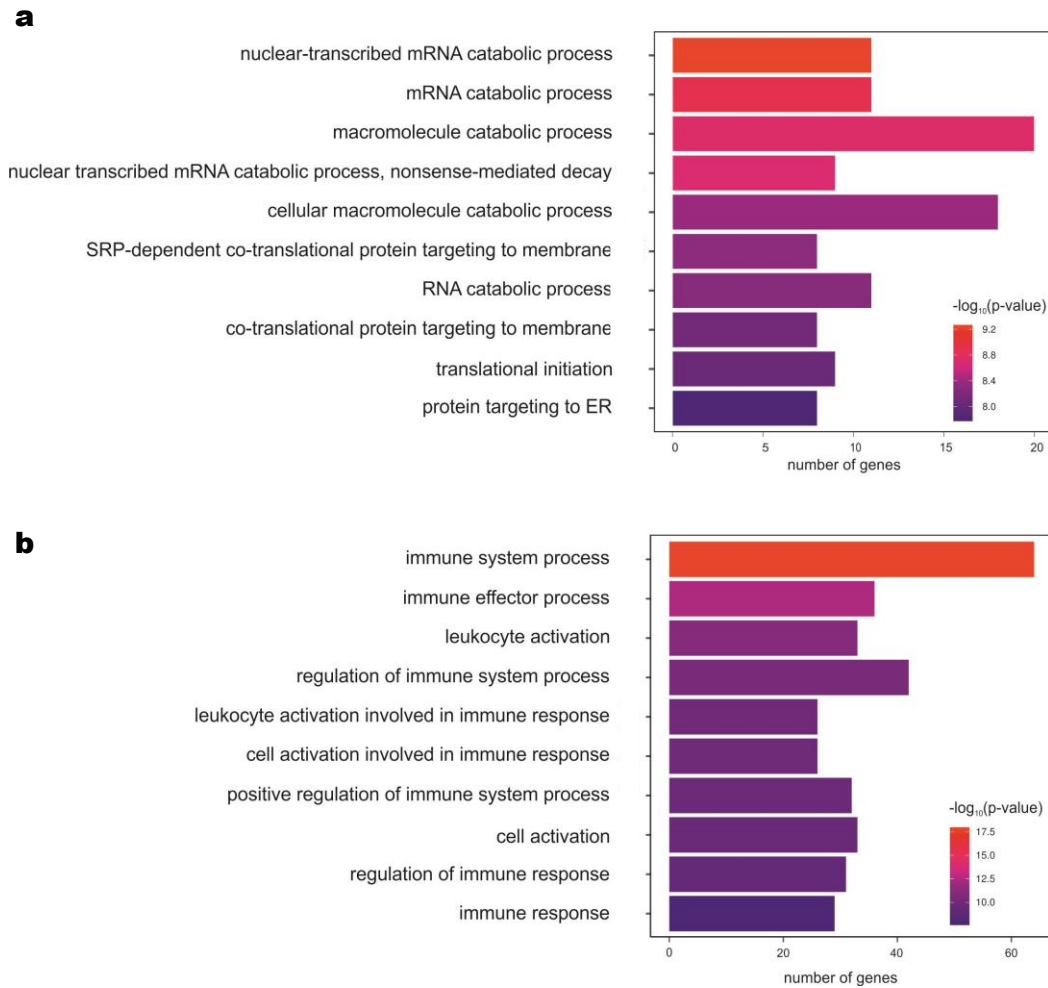 a
nuclear-transcribed mRNA catabolic process
mRNA catabolic process
macromolecule catabolic process
nuclear transcribed mRNA catabolic process, nonsense-mediated decay
cellular macromolecule catabolic process
SRP-dependent co-translational protein targeting to membrane
RNA catabolic process
co-translational protein targeting to membrane
translational initiation
protein targeting to ER
-log₁₀(p-value)
9.2
8.8
8.4
8.0
0 5 10 15 20
number of genes
b
immune system process
immune effector process
leukocyte activation
regulation of immune system process
leukocyte activation involved in immune response
cell activation involved in immune response
positive regulation of immune system process
cell activation
regulation of immune response
immune response
-log₁₀(p-value)
17.5
15.0
12.5
10.0
0 20 40 60
number of genes